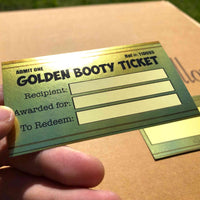 ADMIT ONE
GOLDEN BOOTY TICKET
Recipient:
Awarded for:
To Redeem: